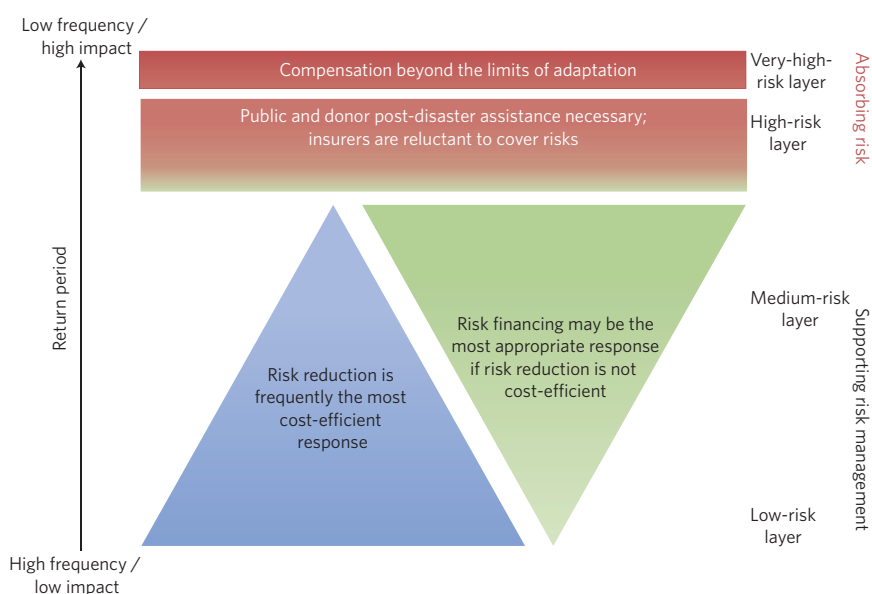 Low frequency /
high impact
Compensation beyond the limits of adaptation
Very-high-
risk layer
Absorbing risk
Public and donor post-disaster assistance necessary;
insurers are reluctant to cover risks
High-risk
layer
Return period
Medium-risk
layer
Risk financing may be the
most appropriate response
if risk reduction is not
cost-efficient
Risk reduction is
frequently the most
cost-efficient
response
Supporting risk management
Low-risk
layer
High frequency /
low impact